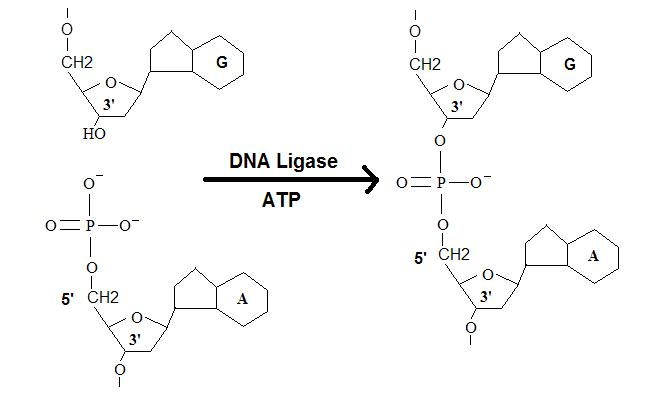 O
CH2
G
O
3'
HO
O⁻
O P O⁻
O
5' CH2
A
O
3'
O
DNA Ligase
ATP
O
CH2
G
O
3'
O
O P O⁻
O
5' CH2
A
O
3'
O